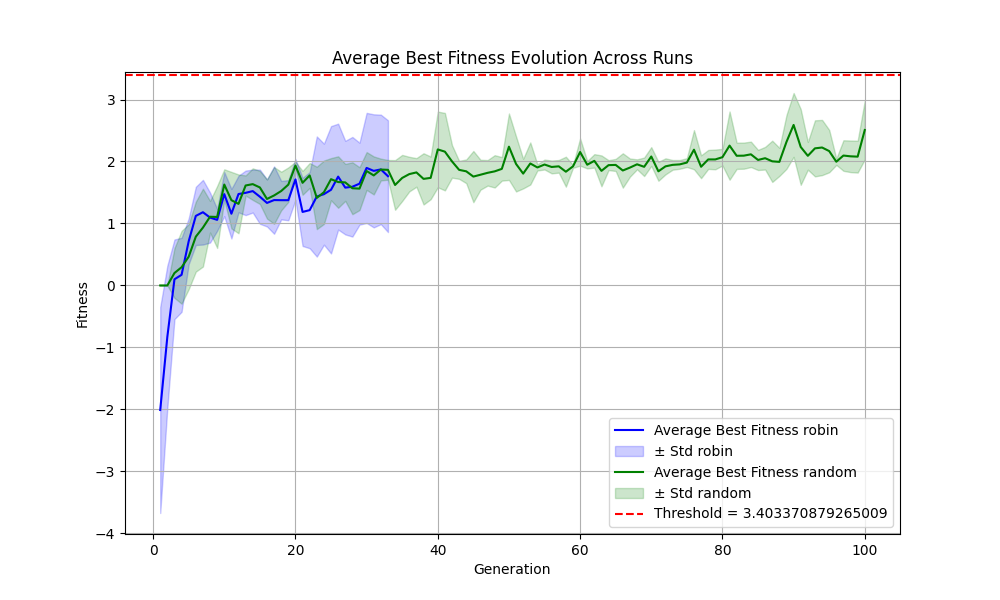 Average Best Fitness Evolution Across Runs
Fitness
3
2
1
0
−1
−2
−3
−4
0
20
40
60
80
100
Generation
Average Best Fitness robin
± Std robin
Average Best Fitness random
± Std random
Threshold = 3.403370879265009